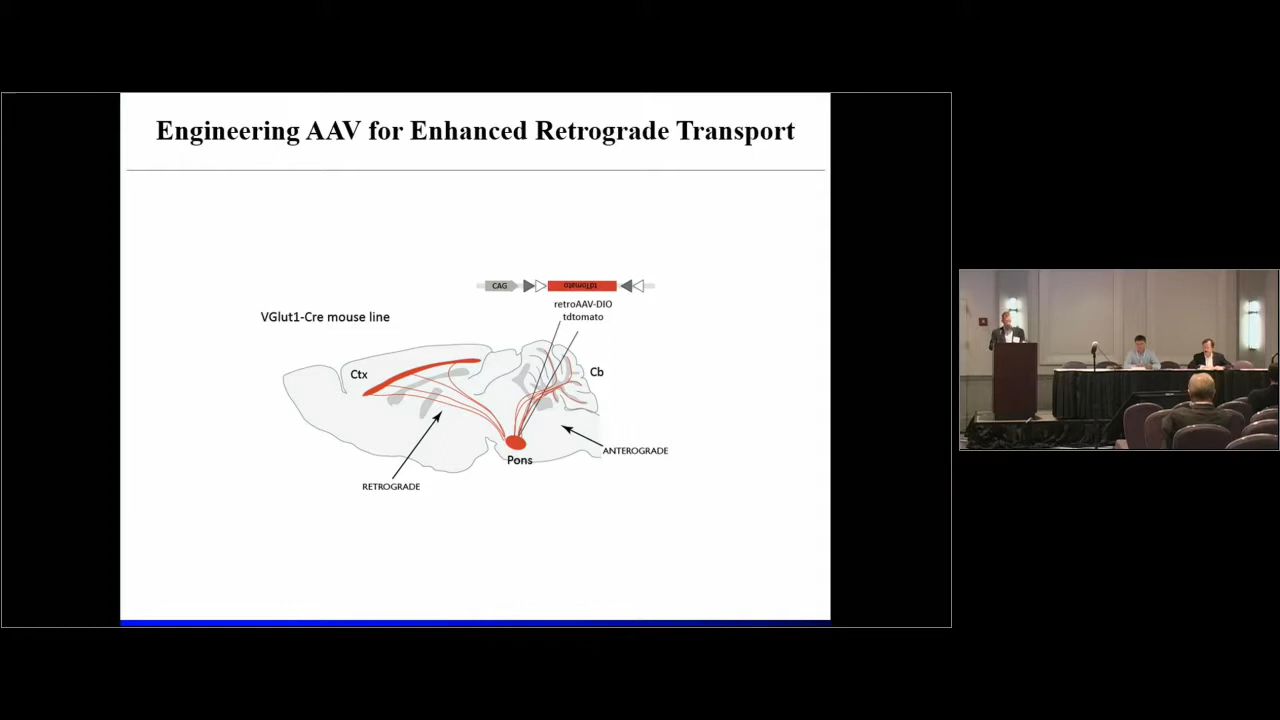 Engineering AAV for Enhanced Retrograde Transport
CAG
tdTomato
retroAAV-DIO
tdtomato
VGlut1-Cre mouse line
Ctx
Cb
ANTEROGRADE
Pons
RETROGRADE